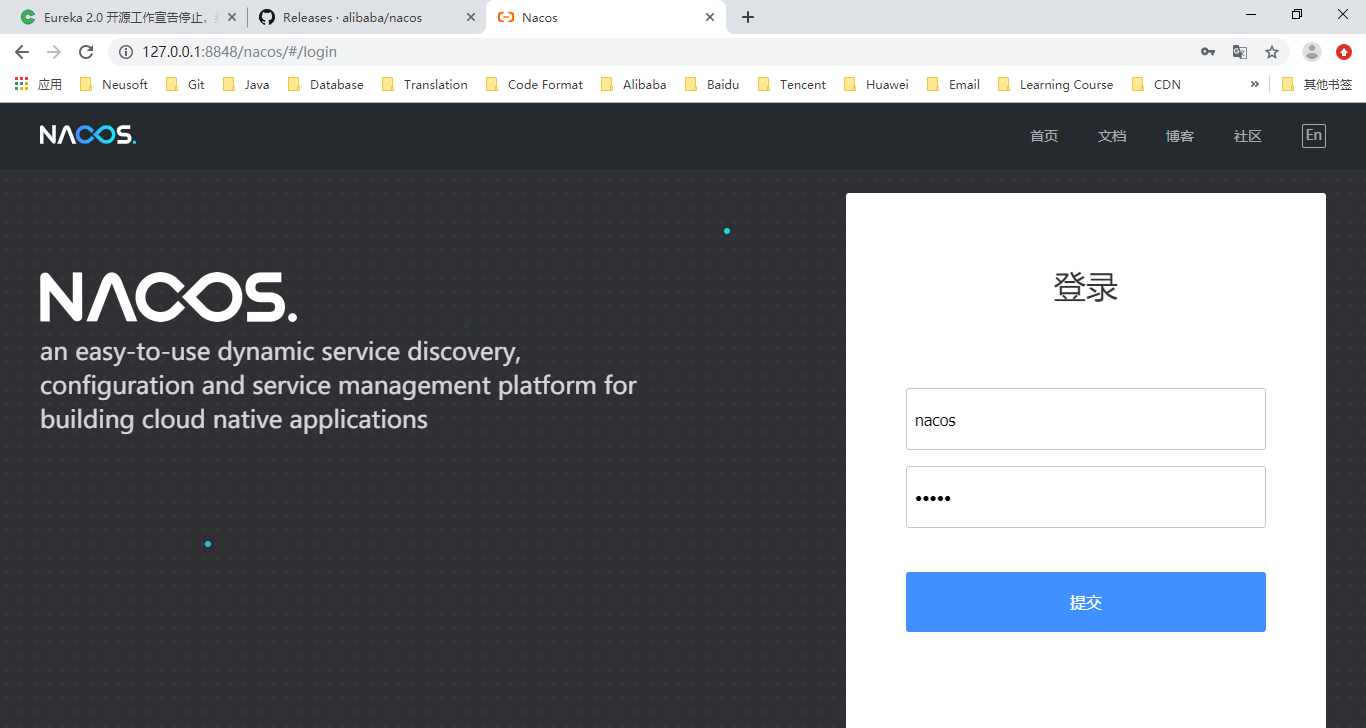 Eureka 2.0 开源工作宣告停止，
Releases · alibaba/nacos
Nacos
127.0.0.1:8848/nacos/#/login
应用 Neusoft Git Java Database Translation Code Format Alibaba Baidu Tencent Huawei Email Learning Course CDN » 其他书签
NACOS. 首页 文档 博客 社区 En
NACOS.
an easy-to-use dynamic service discovery,
configuration and service management platform for
building cloud native applications
登录
nacos
•••••
提交